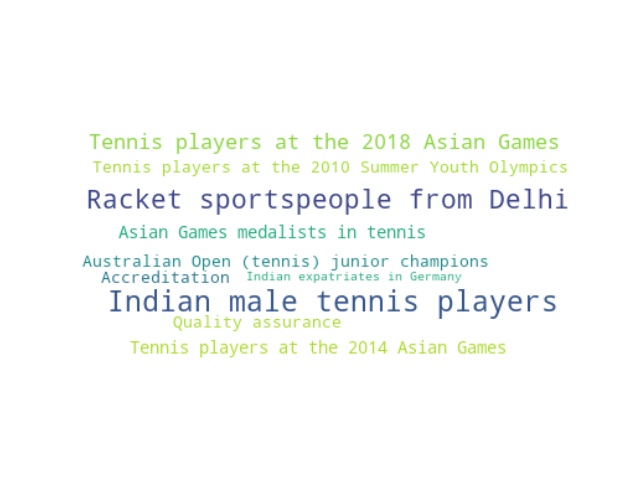 Tennis players at the 2018 Asian Games
Tennis players at the 2010 Summer Youth Olympics
Racket sportspeople from Delhi
Asian Games medalists in tennis
Australian Open (tennis) junior champions
Accreditation Indian expatriates in Germany
Indian male tennis players
Quality assurance
Tennis players at the 2014 Asian Games